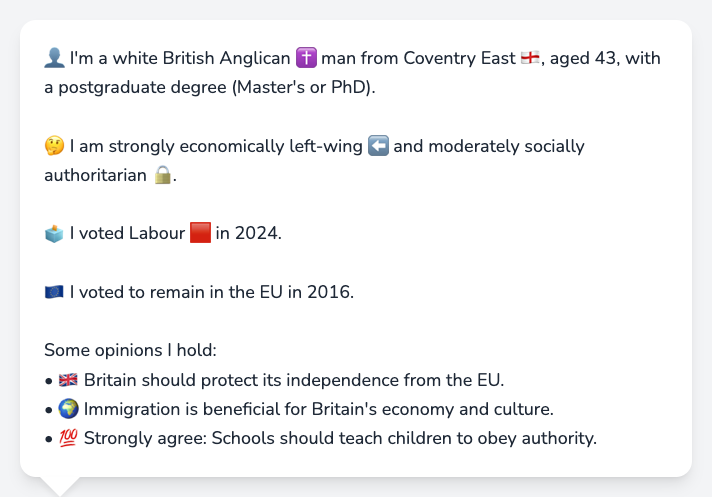 👤 I'm a white British Anglican ✝️ man from Coventry East 🏴󠁧󠁢󠁥󠁮󠁧󠁿, aged 43, with
a postgraduate degree (Master's or PhD).
🤔 I am strongly economically left-wing ⬅️ and moderately socially
authoritarian 🔒.
🗳️ I voted Labour 🟥 in 2024.
🇪🇺 I voted to remain in the EU in 2016.
Some opinions I hold:
• 🇬🇧 Britain should protect its independence from the EU.
• 🌍 Immigration is beneficial for Britain's economy and culture.
• 💯 Strongly agree: Schools should teach children to obey authority.